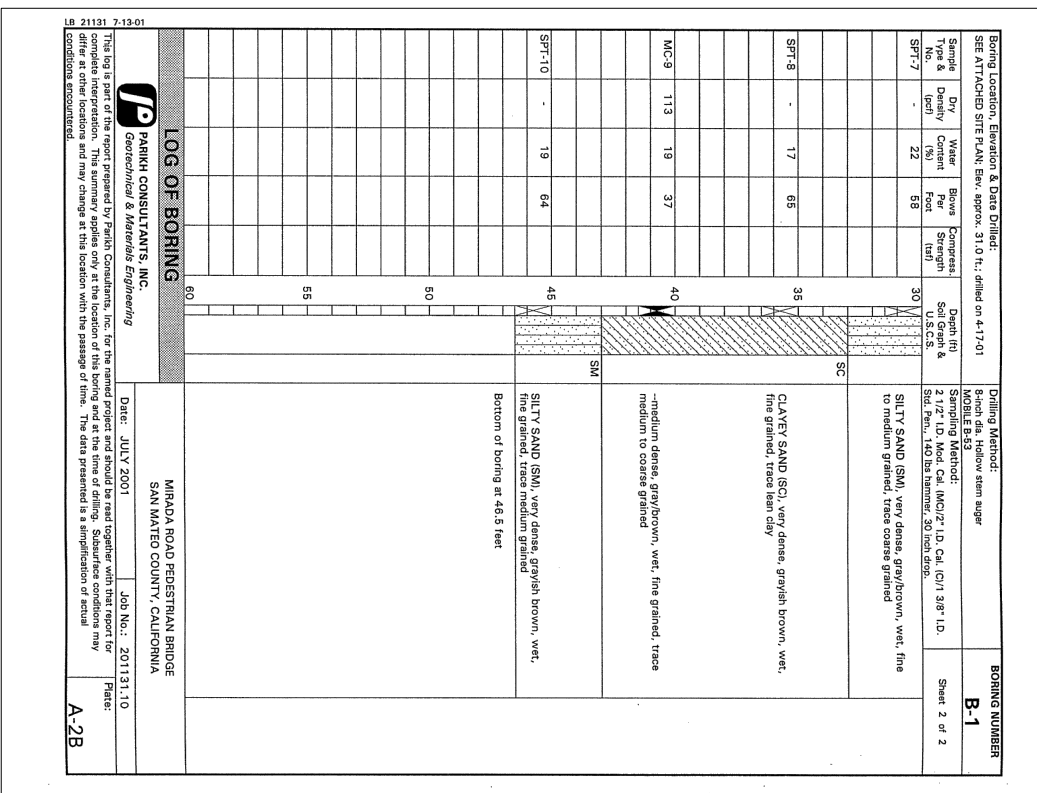 LB 21131 7-13-01
Boring Location, Elevation & Date Drilled:
SEE ATTACHED SITE PLAN; Elev. approx. 31.0 ft.; drilled on 4-17-01
Drilling Method:
8-inch dia. Hollow stem auger
MOBILE B-53
BORING NUMBER
B-1
Sample Type & No.
Dry Density (pcf)
Water Content (%)
Blows Per Foot
Compress. Strength (tsf)
Depth (ft) Soil Graph & U.S.C.S.
Sampling Method:
2 1/2" I.D. Mod. Cal. (MC)/2" I.D. Cal. (C)/1 3/8" I.D.
Std. Pen., 140 lbs hammer, 30 inch drop.
Sheet 2 of 2
SPT-7 - 22 58 30
SILTY SAND (SM), very dense, gray/brown, wet, fine
to medium grained, trace coarse grained
SC
CLAYEY SAND (SC), very dense, grayish brown, wet,
fine grained, trace lean clay
SPT-8 - 17 65 35
MC-9 113 19 37 40
--medium dense, gray/brown, wet, fine grained, trace
medium to coarse grained
SM
SILTY SAND (SM), very dense, grayish brown, wet,
fine grained, trace medium grained
SPT-10 - 19 64 45
Bottom of boring at 46.5 feet
50
55
60
LOG OF BORING
PARIKH CONSULTANTS, INC.
Geotechnical & Materials Engineering
MIRADA ROAD PEDESTRIAN BRIDGE
SAN MATEO COUNTY, CALIFORNIA
Date: JULY 2001
Job No.: 201131.10
This log is part of the report prepared by Parikh Consultants, Inc. for the named project and should be read together with that report for
complete interpretation. This summary applies only at the location of this boring and at the time of drilling. Subsurface conditions may
differ at other locations and may change at this location with the passage of time. The data presented is a simplification of actual
conditions encountered.
Plate:
A-2B